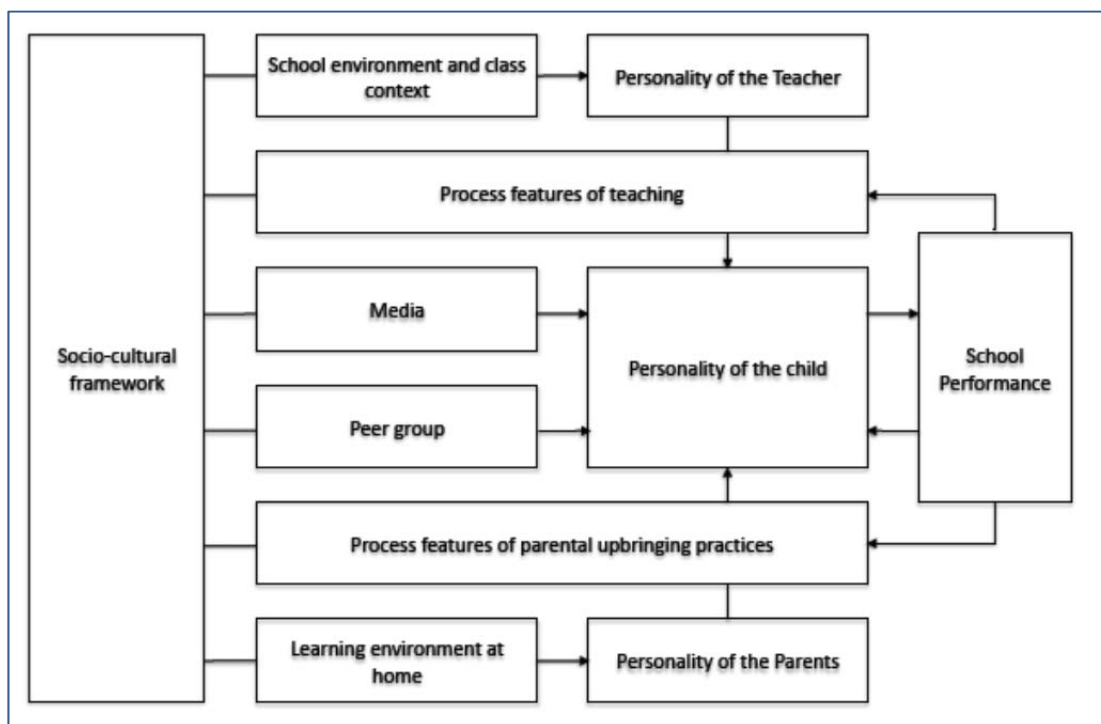 School environment and class
context
Personality of the Teacher
Process features of teaching
Media
Socio-cultural
framework
Personality of the child
School
Performance
Peer group
Process features of parental upbringing practices
Learning environment at
home
Personality of the Parents